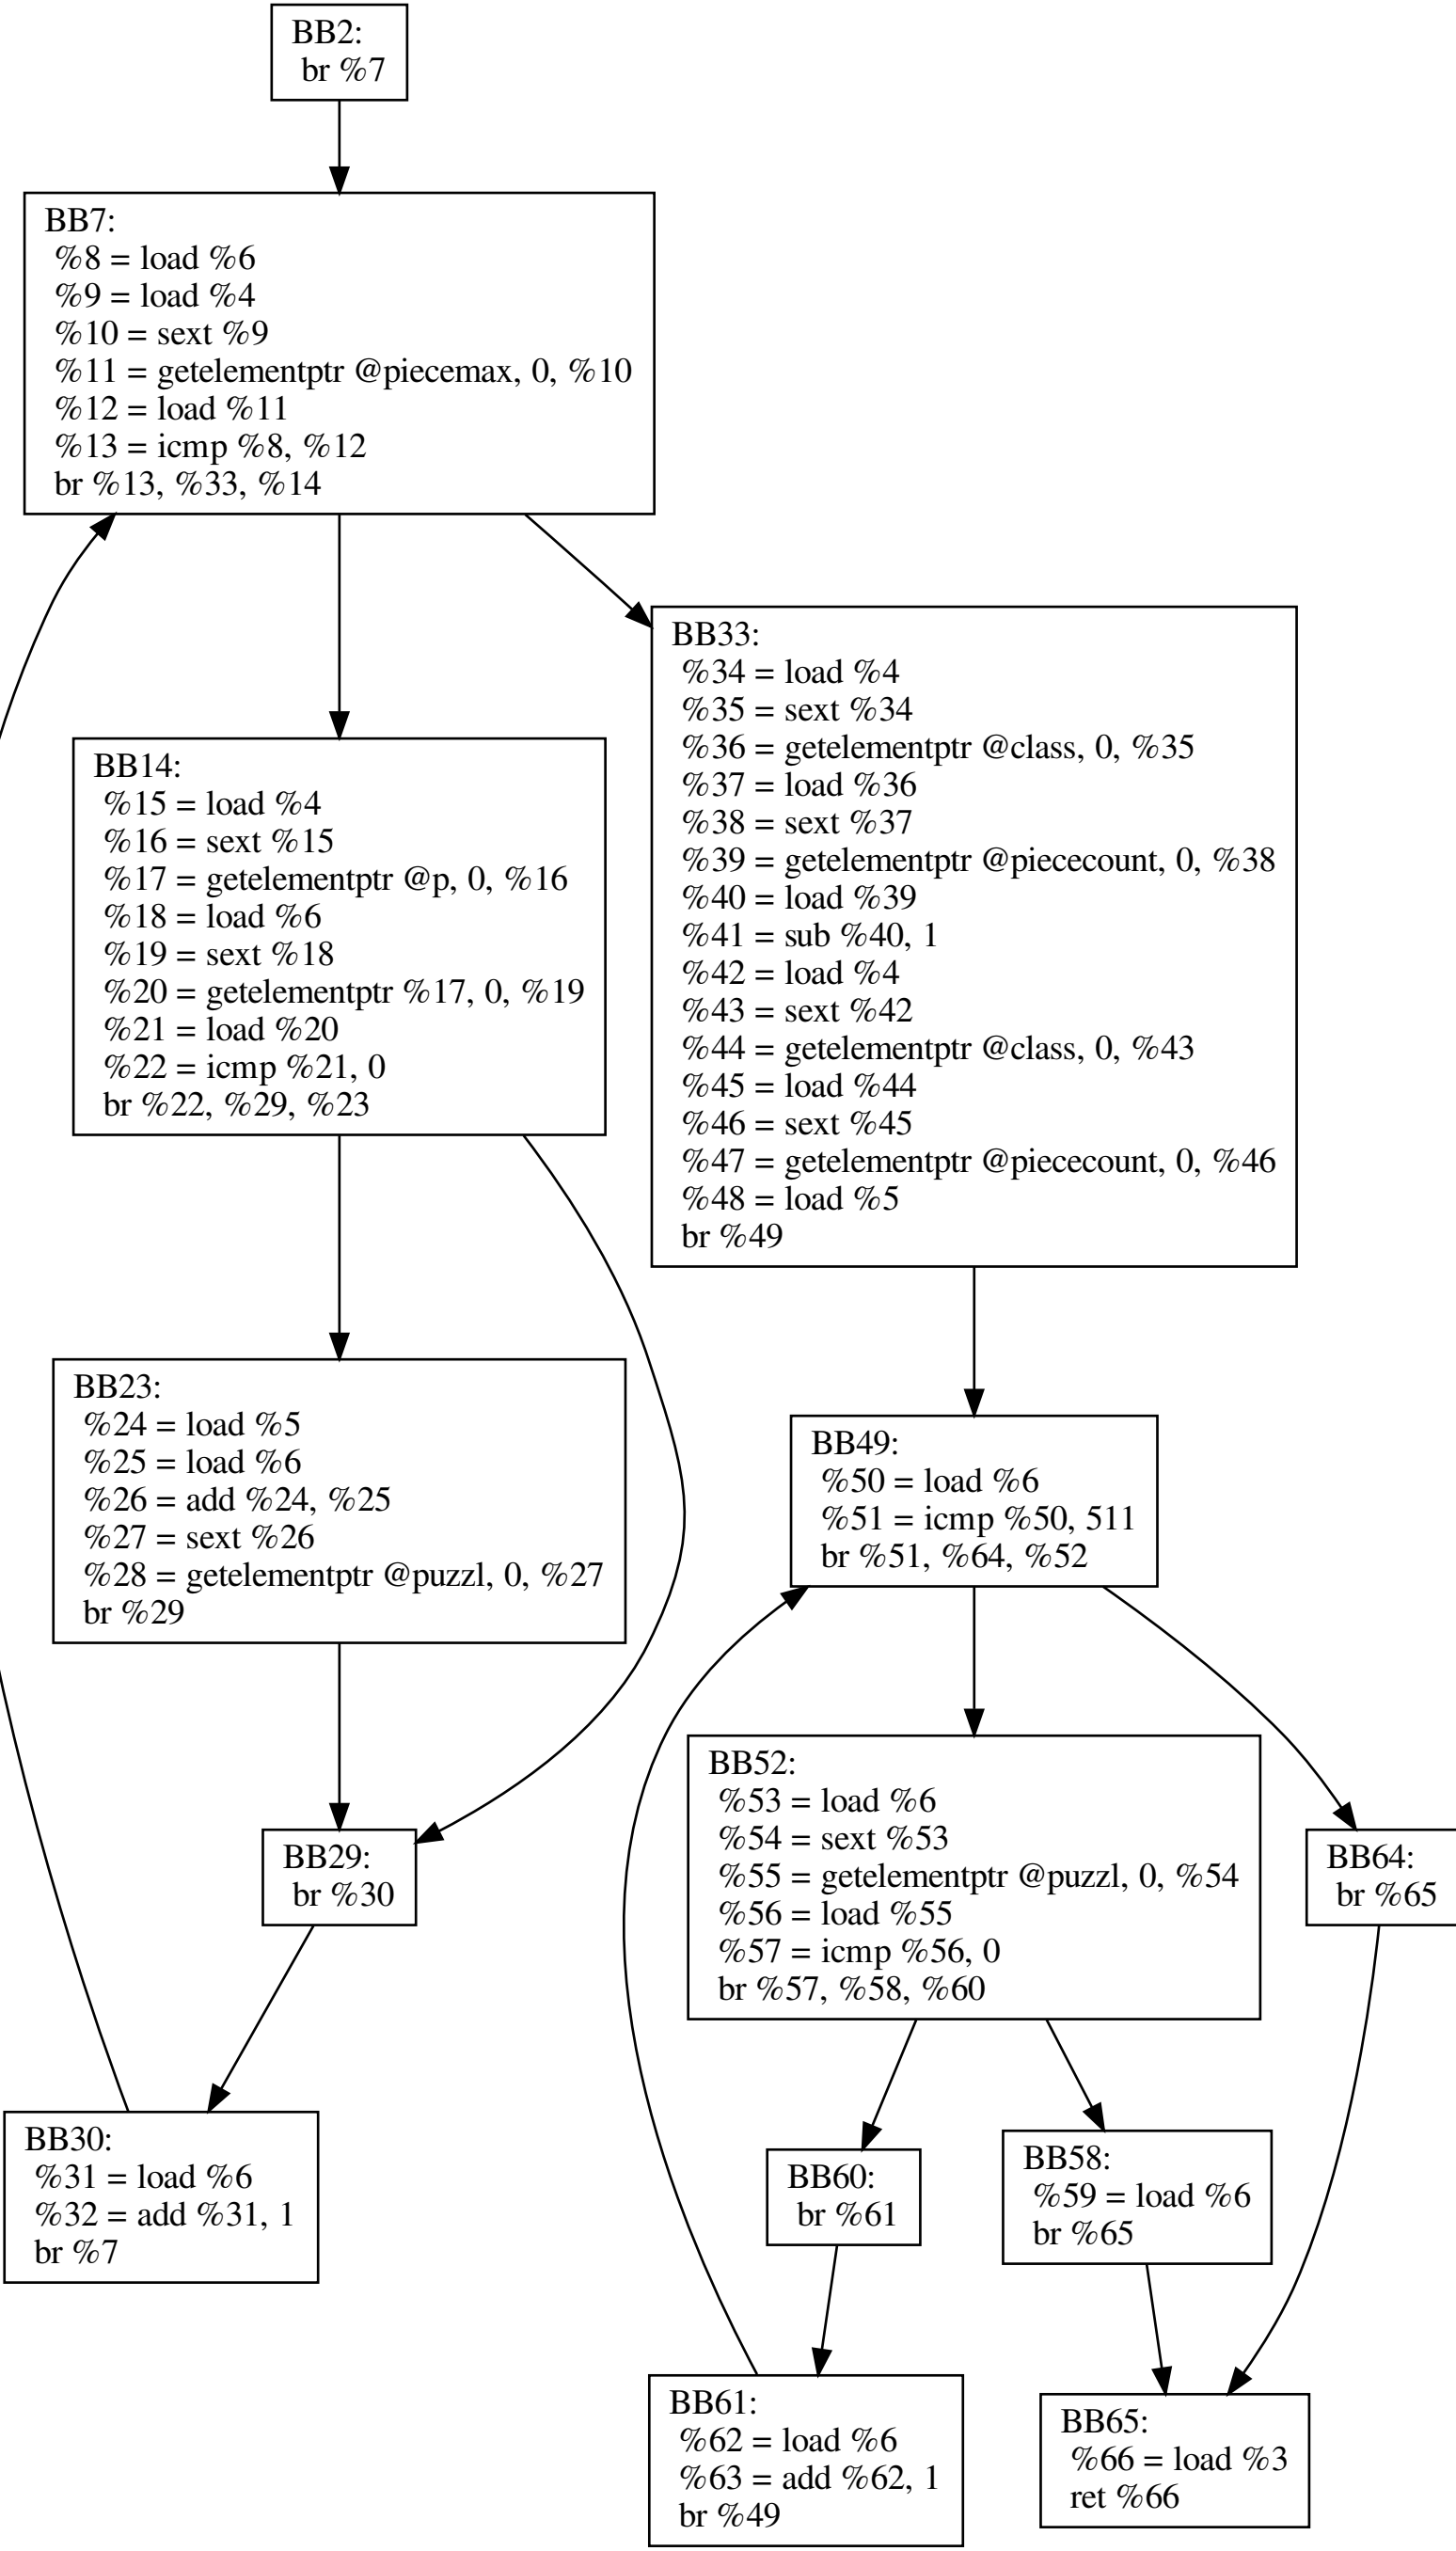 BB2:
br %7
BB7:
%8 = load %6
%9 = load %4
%10 = sext %9
%11 = getelementptr @piecemax, 0, %10
%12 = load %11
%13 = icmp %8, %12
br %13, %33, %14
BB14:
%15 = load %4
%16 = sext %15
%17 = getelementptr @p, 0, %16
%18 = load %6
%19 = sext %18
%20 = getelementptr %17, 0, %19
%21 = load %20
%22 = icmp %21, 0
br %22, %29, %23
BB33:
%34 = load %4
%35 = sext %34
%36 = getelementptr @class, 0, %35
%37 = load %36
%38 = sext %37
%39 = getelementptr @piececount, 0, %38
%40 = load %39
%41 = sub %40, 1
%42 = load %4
%43 = sext %42
%44 = getelementptr @class, 0, %43
%45 = load %44
%46 = sext %45
%47 = getelementptr @piececount, 0, %46
%48 = load %5
br %49
BB23:
%24 = load %5
%25 = load %6
%26 = add %24, %25
%27 = sext %26
%28 = getelementptr @puzzl, 0, %27
br %29
BB49:
%50 = load %6
%51 = icmp %50, 511
br %51, %64, %52
BB29:
br %30
BB52:
%53 = load %6
%54 = sext %53
%55 = getelementptr @puzzl, 0, %54
%56 = load %55
%57 = icmp %56, 0
br %57, %58, %60
BB64:
br %65
BB30:
%31 = load %6
%32 = add %31, 1
br %7
BB60:
br %61
BB58:
%59 = load %6
br %65
BB61:
%62 = load %6
%63 = add %62, 1
br %49
BB65:
%66 = load %3
ret %66